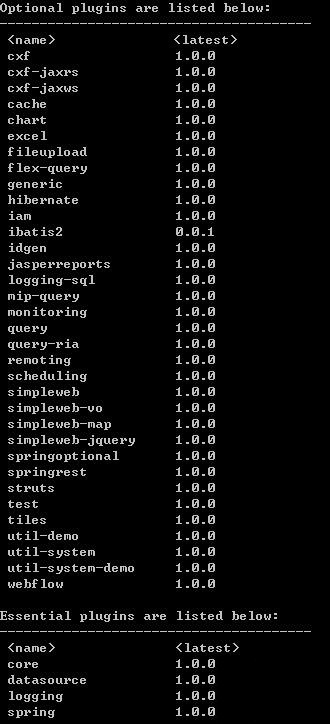 Optional plugins are listed below:
---------------------------------------
<name> <latest>
cxf 1.0.0
cxf-jaxrs 1.0.0
cxf-jaxws 1.0.0
cache 1.0.0
chart 1.0.0
excel 1.0.0
fileupload 1.0.0
flex-query 1.0.0
generic 1.0.0
hibernate 1.0.0
iam 1.0.0
ibatis2 0.0.1
idgen 1.0.0
jasperreports 1.0.0
logging-sql 1.0.0
mip-query 1.0.0
monitoring 1.0.0
query 1.0.0
query-ria 1.0.0
remoting 1.0.0
scheduling 1.0.0
simpleweb 1.0.0
simpleweb-vo 1.0.0
simpleweb-map 1.0.0
simpleweb-jquery 1.0.0
springoptional 1.0.0
springrest 1.0.0
struts 1.0.0
test 1.0.0
tiles 1.0.0
util-demo 1.0.0
util-system 1.0.0
util-system-demo 1.0.0
webflow 1.0.0
Essential plugins are listed below:
---------------------------------------
<name> <latest>
core 1.0.0
datasource 1.0.0
logging 1.0.0
spring 1.0.0